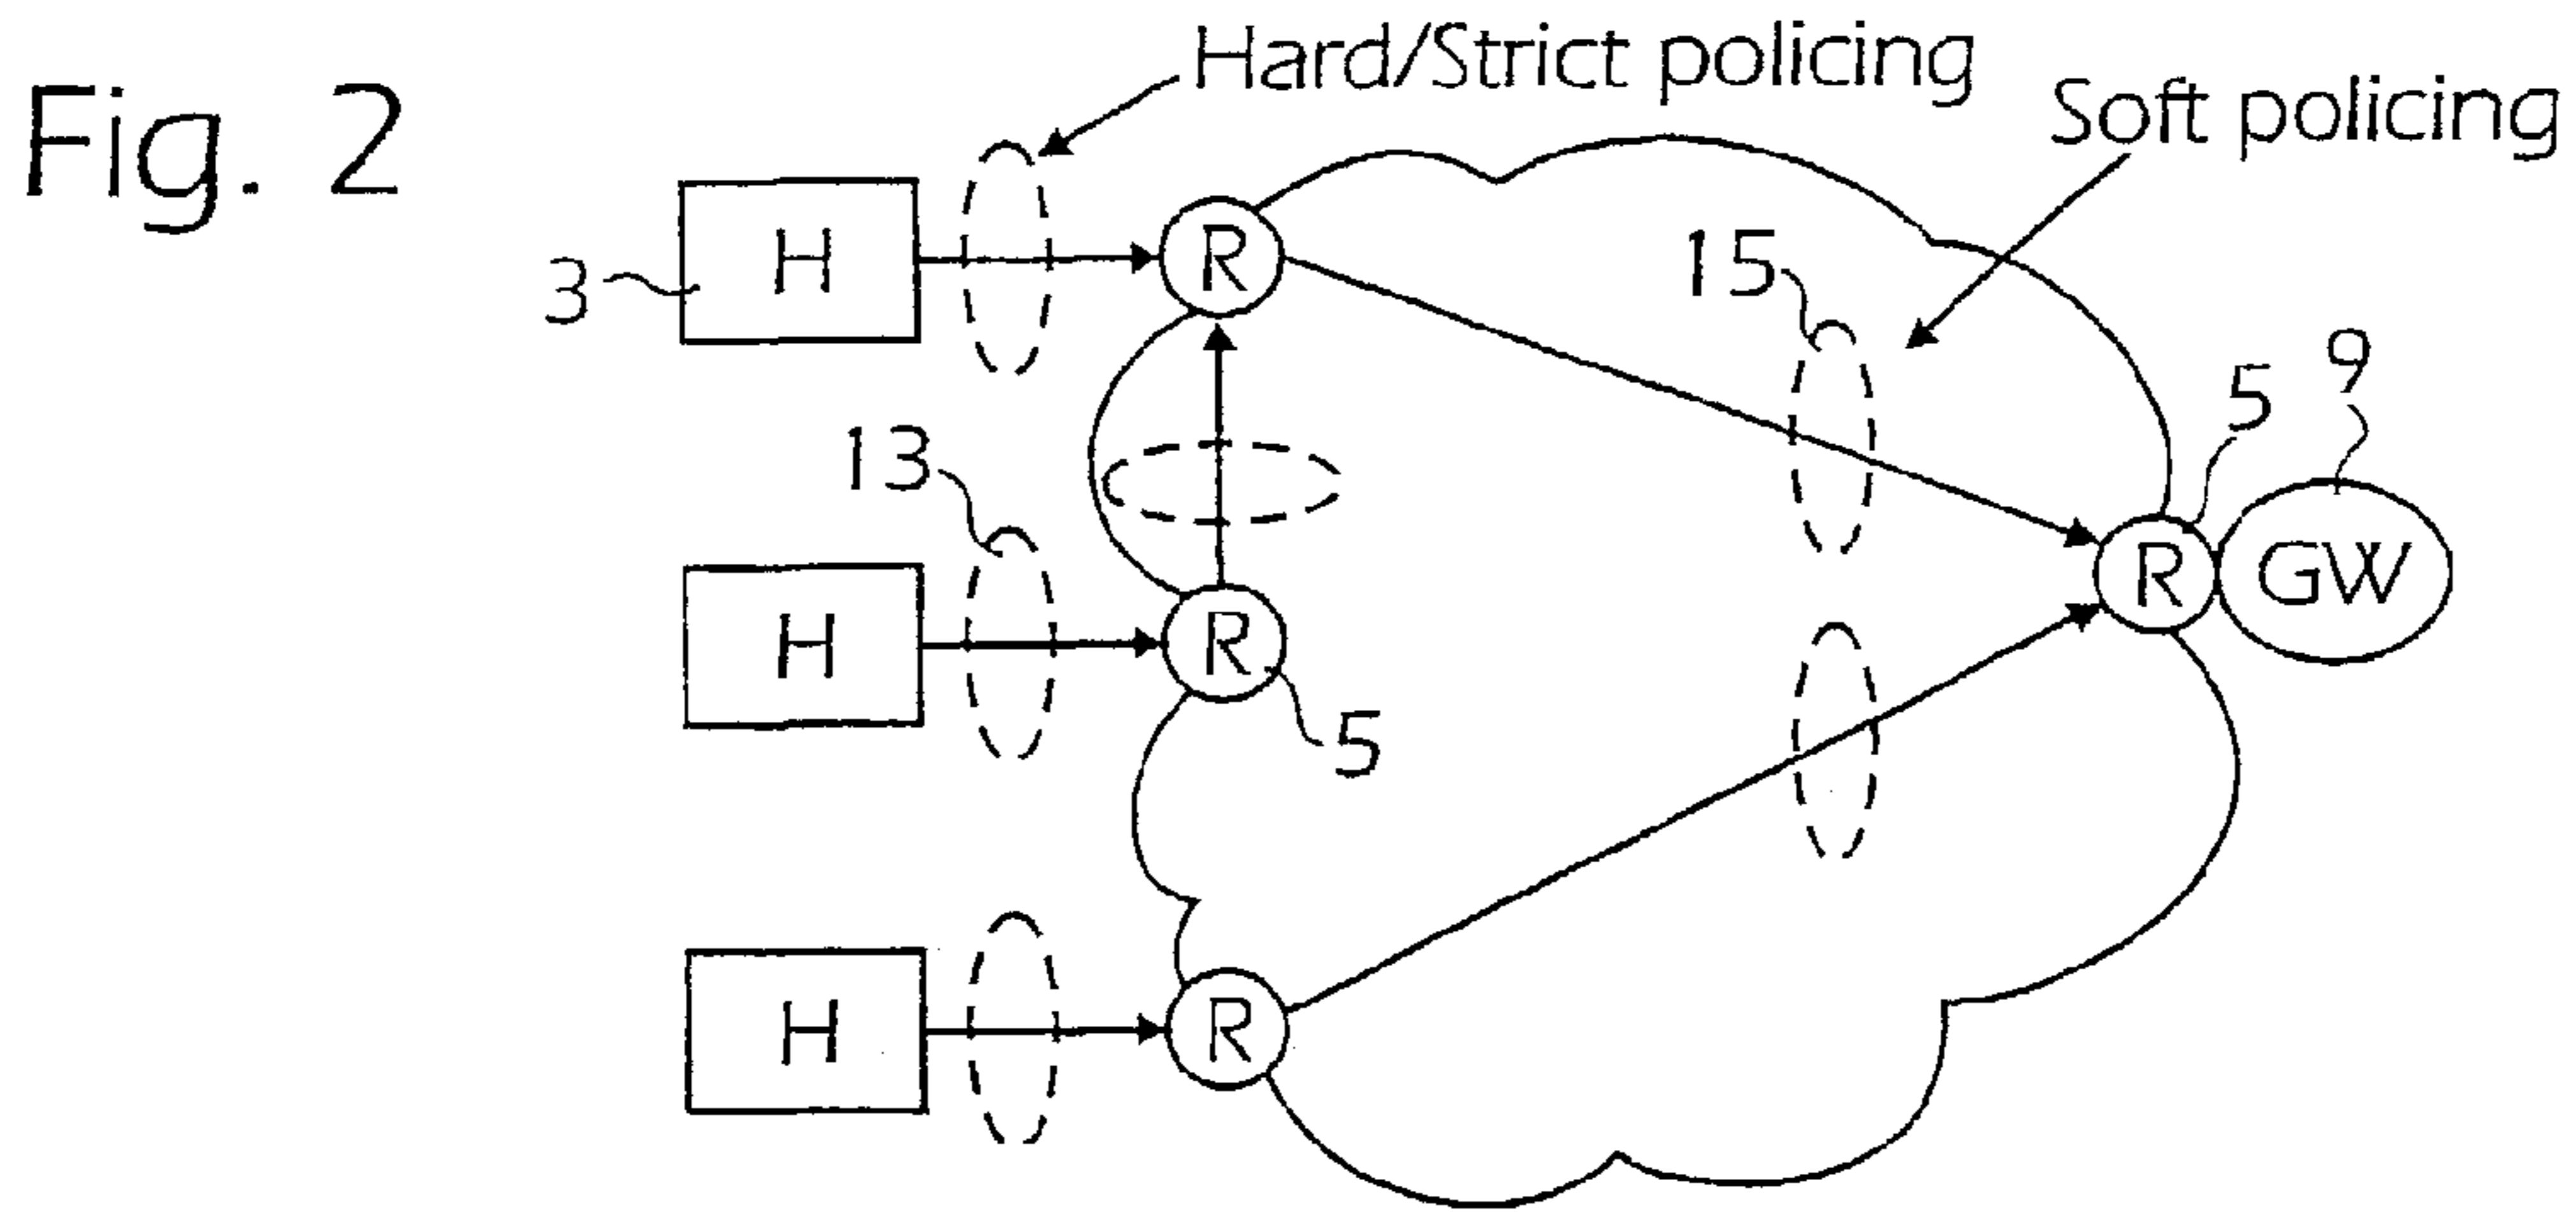 Fig. 2
Hard/Strict policing
Soft policing
H
3
R
15
9
5
13
R
GW
H
R
5
H
R